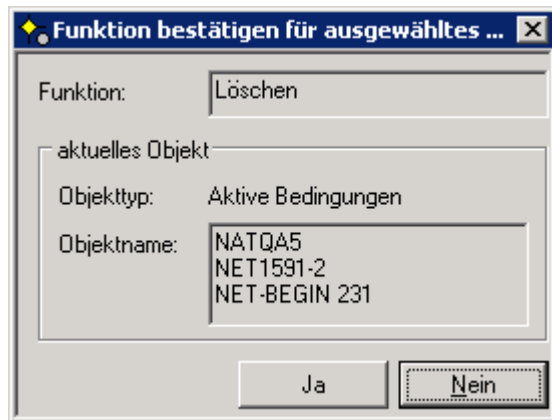 Funktion bestätigen für ausgewähltes ...
Funktion: Löschen
aktuelles Objekt
Objekttyp: Aktive Bedingungen
Objektname: NATQA5
NET1591-2
NET-BEGIN 231
Ja Nein